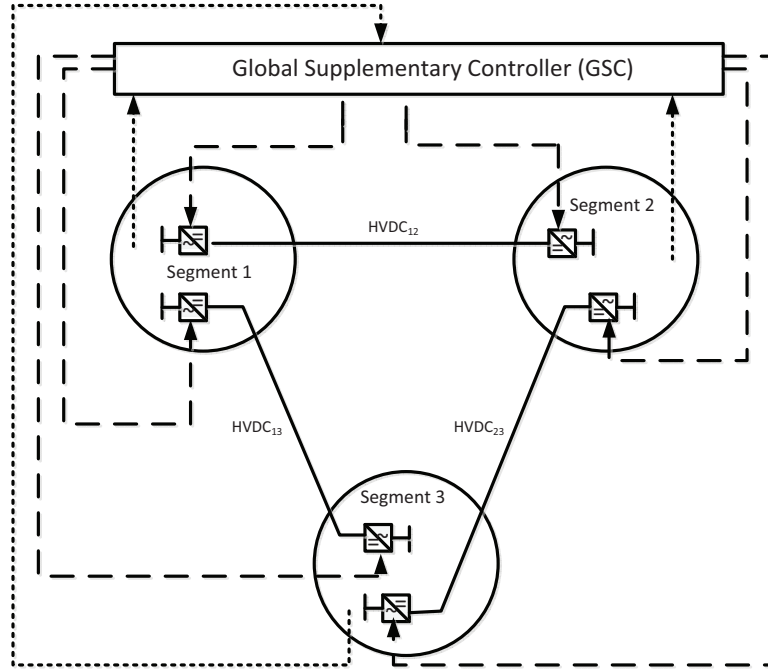 Global Supplementary Controller (GSC)
Segment 2
HVDC12
Segment 1
HVDC13
HVDC23
Segment 3